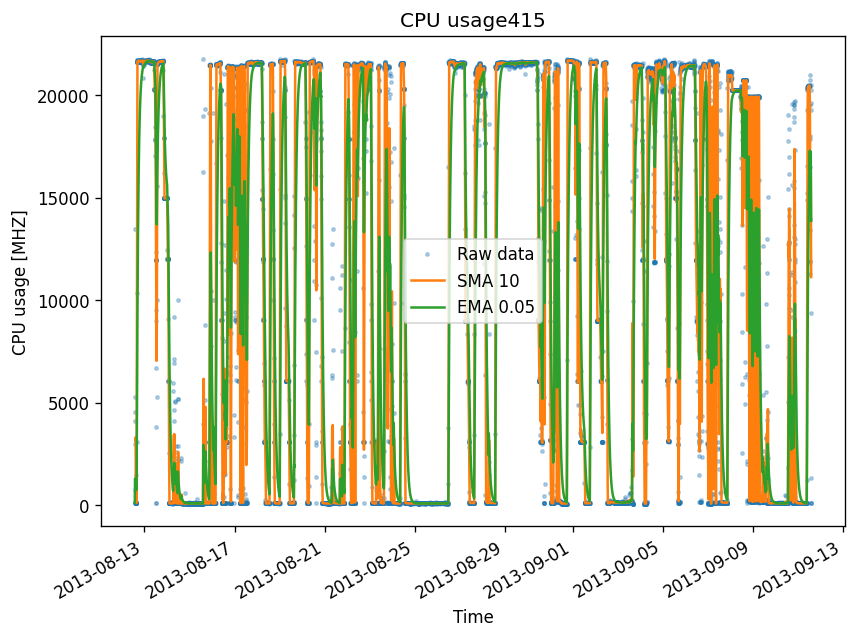 CPU usage415
CPU usage [MHZ]
20000
15000
10000
5000
0
Raw data
SMA 10
EMA 0.05
2013-08-13
2013-08-17
2013-08-21
2013-08-25
2013-08-29
2013-09-01
2013-09-05
2013-09-09
2013-09-13
Time